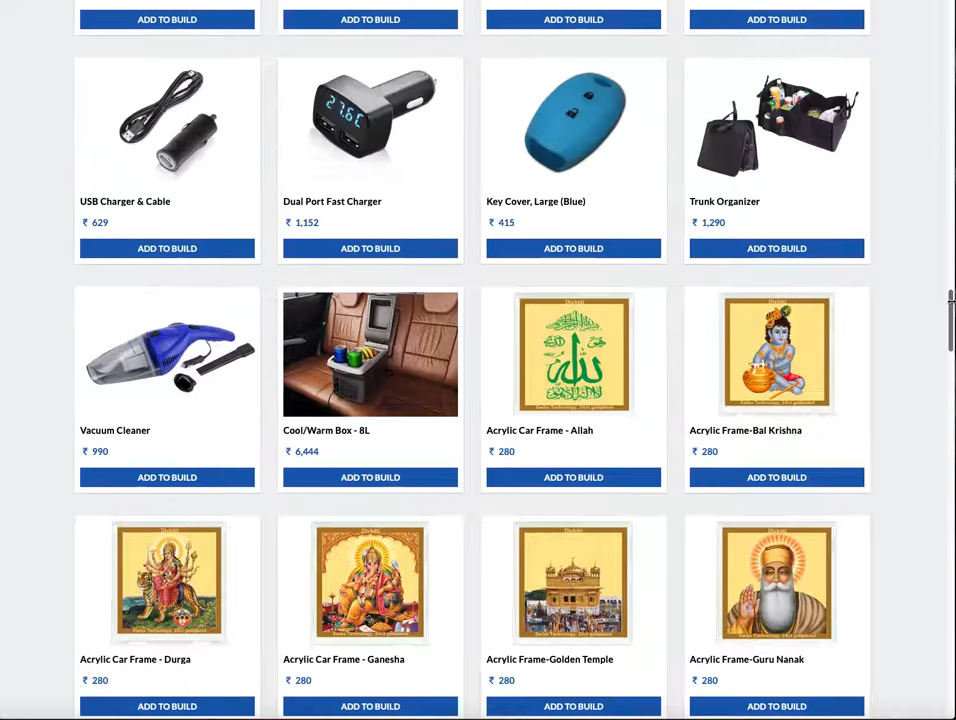 ADD TO BUILD ADD TO BUILD ADD TO BUILD ADD TO BUILD
27.6C
USB Charger & Cable Dual Port Fast Charger Key Cover, Large (Blue) Trunk Organizer
₹ 629 ₹ 1,152 ₹ 415 ₹ 1,290
ADD TO BUILD ADD TO BUILD ADD TO BUILD ADD TO BUILD
Vacuum Cleaner Cool/Warm Box - 8L Acrylic Car Frame - Allah Acrylic Frame-Bal Krishna
₹ 990 ₹ 6,444 ₹ 280 ₹ 280
ADD TO BUILD ADD TO BUILD ADD TO BUILD ADD TO BUILD
Acrylic Car Frame - Durga Acrylic Car Frame - Ganesha Acrylic Frame-Golden Temple Acrylic Frame-Guru Nanak
₹ 280 ₹ 280 ₹ 280 ₹ 280
ADD TO BUILD ADD TO BUILD ADD TO BUILD ADD TO BUILD